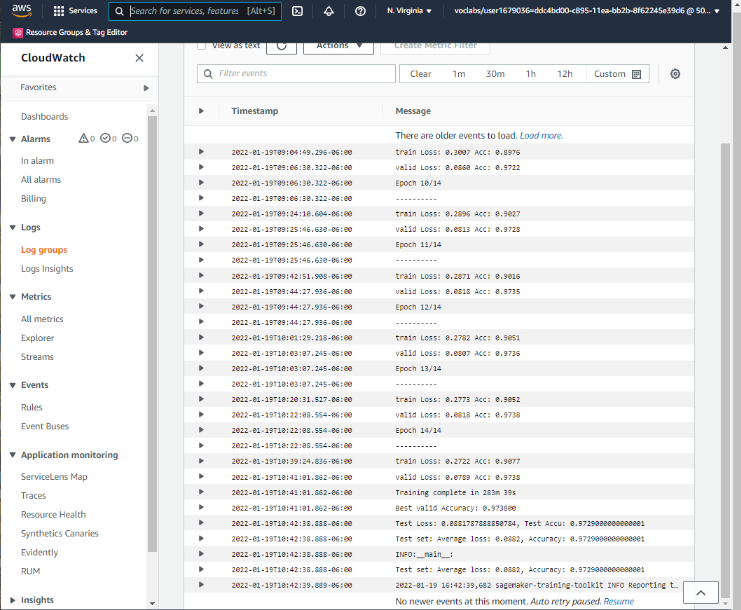 aws
Services
Search for services, features [Alt+S]
N. Virginia
voclabs/user1679036=ddc4bd00-c895-11ea-bb2b-8f62245e39d6 @ 50...
Resource Groups & Tag Editor
CloudWatch
Favorites
Dashboards
Alarms 0 0 0
In alarm
All alarms
Billing
Logs
Log groups
Logs Insights
Metrics
All metrics
Explorer
Streams
Events
Rules
Event Buses
Application monitoring
ServiceLens Map
Traces
Resource Health
Synthetics Canaries
Evidently
RUM
Insights
View as text
Actions
Create Metric Filter
Filter events
Clear 1m 30m 1h 12h Custom
Timestamp Message
There are older events to load. Load more.
2022-01-19T09:04:49.296-06:00 train Loss: 0.3007 Acc: 0.8976
2022-01-19T09:06:30.322-06:00 valid Loss: 0.0860 Acc: 0.9722
2022-01-19T09:06:30.322-06:00 Epoch 10/14
2022-01-19T09:06:30.322-06:00 ----------
2022-01-19T09:24:10.604-06:00 train Loss: 0.2896 Acc: 0.9027
2022-01-19T09:25:46.630-06:00 valid Loss: 0.0813 Acc: 0.9728
2022-01-19T09:25:46.630-06:00 Epoch 11/14
2022-01-19T09:25:46.630-06:00 ----------
2022-01-19T09:42:51.908-06:00 train Loss: 0.2871 Acc: 0.9016
2022-01-19T09:44:27.936-06:00 valid Loss: 0.0818 Acc: 0.9735
2022-01-19T09:44:27.936-06:00 Epoch 12/14
2022-01-19T09:44:27.936-06:00 ----------
2022-01-19T10:01:29.218-06:00 train Loss: 0.2782 Acc: 0.9051
2022-01-19T10:03:07.245-06:00 valid Loss: 0.0807 Acc: 0.9736
2022-01-19T10:03:07.245-06:00 Epoch 13/14
2022-01-19T10:03:07.245-06:00 ----------
2022-01-19T10:20:31.527-06:00 train Loss: 0.2773 Acc: 0.9052
2022-01-19T10:22:08.554-06:00 valid Loss: 0.0818 Acc: 0.9738
2022-01-19T10:22:08.554-06:00 Epoch 14/14
2022-01-19T10:22:08.554-06:00 ----------
2022-01-19T10:39:24.836-06:00 train Loss: 0.2722 Acc: 0.9077
2022-01-19T10:41:01.862-06:00 valid Loss: 0.0789 Acc: 0.9738
2022-01-19T10:41:01.862-06:00 Training complete in 283m 39s
2022-01-19T10:41:01.862-06:00 Best valid Accuracy: 0.973800
2022-01-19T10:42:38.888-06:00 Test Loss: 0.0881788788850784, Test Accu: 0.9729000000000001
2022-01-19T10:42:38.888-06:00 Test set: Average loss: 0.0882, Accuracy: 0.9729000000000001
2022-01-19T10:42:38.888-06:00 INFO:__main__:
2022-01-19T10:42:38.888-06:00 Test set: Average loss: 0.0882, Accuracy: 0.9729000000000001
2022-01-19T10:42:39.889-06:00 2022-01-19 16:42:39,682 sagemaker-training-toolkit INFO Reporting t...
No newer events at this moment. Auto retry paused. Resume